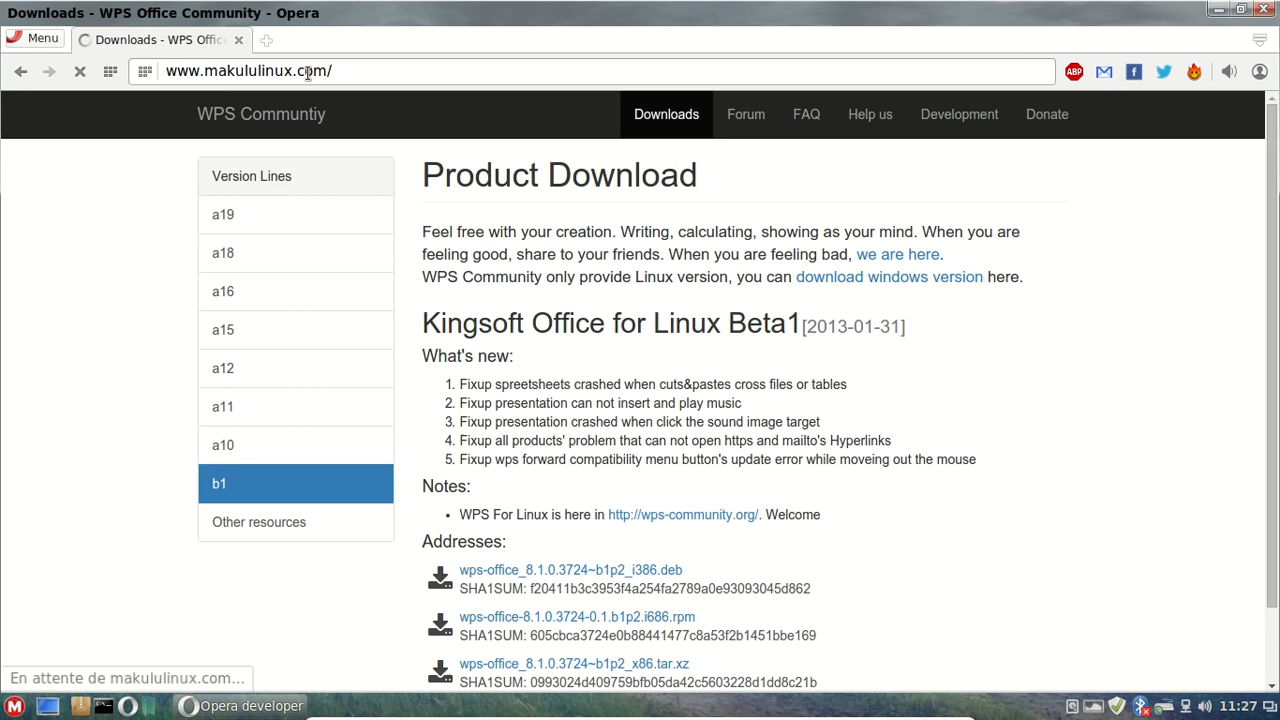 Downloads - WPS Office Community - Opera
Menu
Downloads - WPS Offic
www.makululinux.com/
ABP
WPS Communtiy
Downloads
Forum
FAQ
Help us
Development
Donate
Version Lines
a19
a18
a16
a15
a12
a11
a10
b1
Other resources
Product Download
Feel free with your creation. Writing, calculating, showing as your mind. When you are
feeling good, share to your friends. When you are feeling bad, we are here.
WPS Community only provide Linux version, you can download windows version here.
Kingsoft Office for Linux Beta1[2013-01-31]
What's new:
1. Fixup spreetsheets crashed when cuts&pastes cross files or tables
2. Fixup presentation can not insert and play music
3. Fixup presentation crashed when click the sound image target
4. Fixup all products' problem that can not open https and mailto's Hyperlinks
5. Fixup wps forward compatibility menu button's update error while moveing out the mouse
Notes:
• WPS For Linux is here in http://wps-community.org/. Welcome
Addresses:
wps-office_8.1.0.3724~b1p2_i386.deb
SHA1SUM: f20411b3c3953f4a254fa2789a0e93093045d862
wps-office-8.1.0.3724-0.1.b1p2.i686.rpm
SHA1SUM: 605cbca3724e0b88441477c8a53f2b1451bbe169
wps-office_8.1.0.3724~b1p2_x86.tar.xz
SHA1SUM: 0993024d409759bfb05da42c5603228d1dd8c21b
En attente de makululinux.com...
Opera developer
11:27